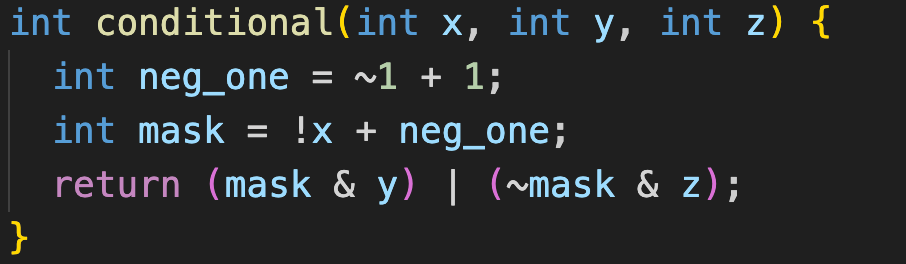 int conditional(int x, int y, int z) {
  int neg_one = ~1 + 1;
  int mask = !x + neg_one;
  return (mask & y) | (~mask & z);
}